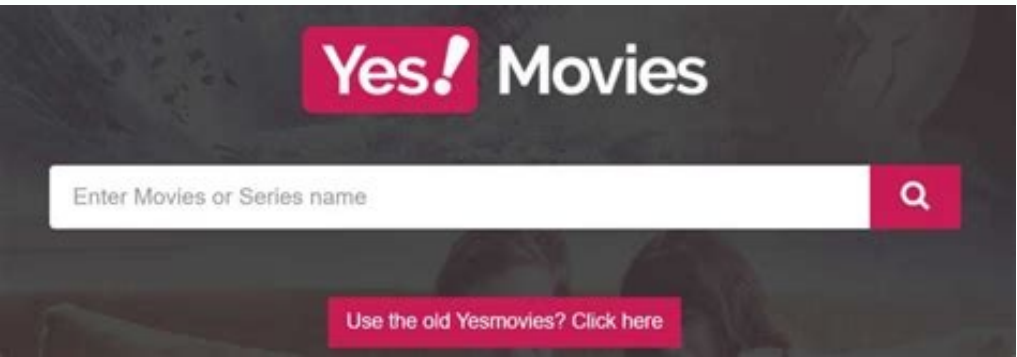 Yes! Movies
Enter Movies or Series name
Use the old Yesmovies? Click here